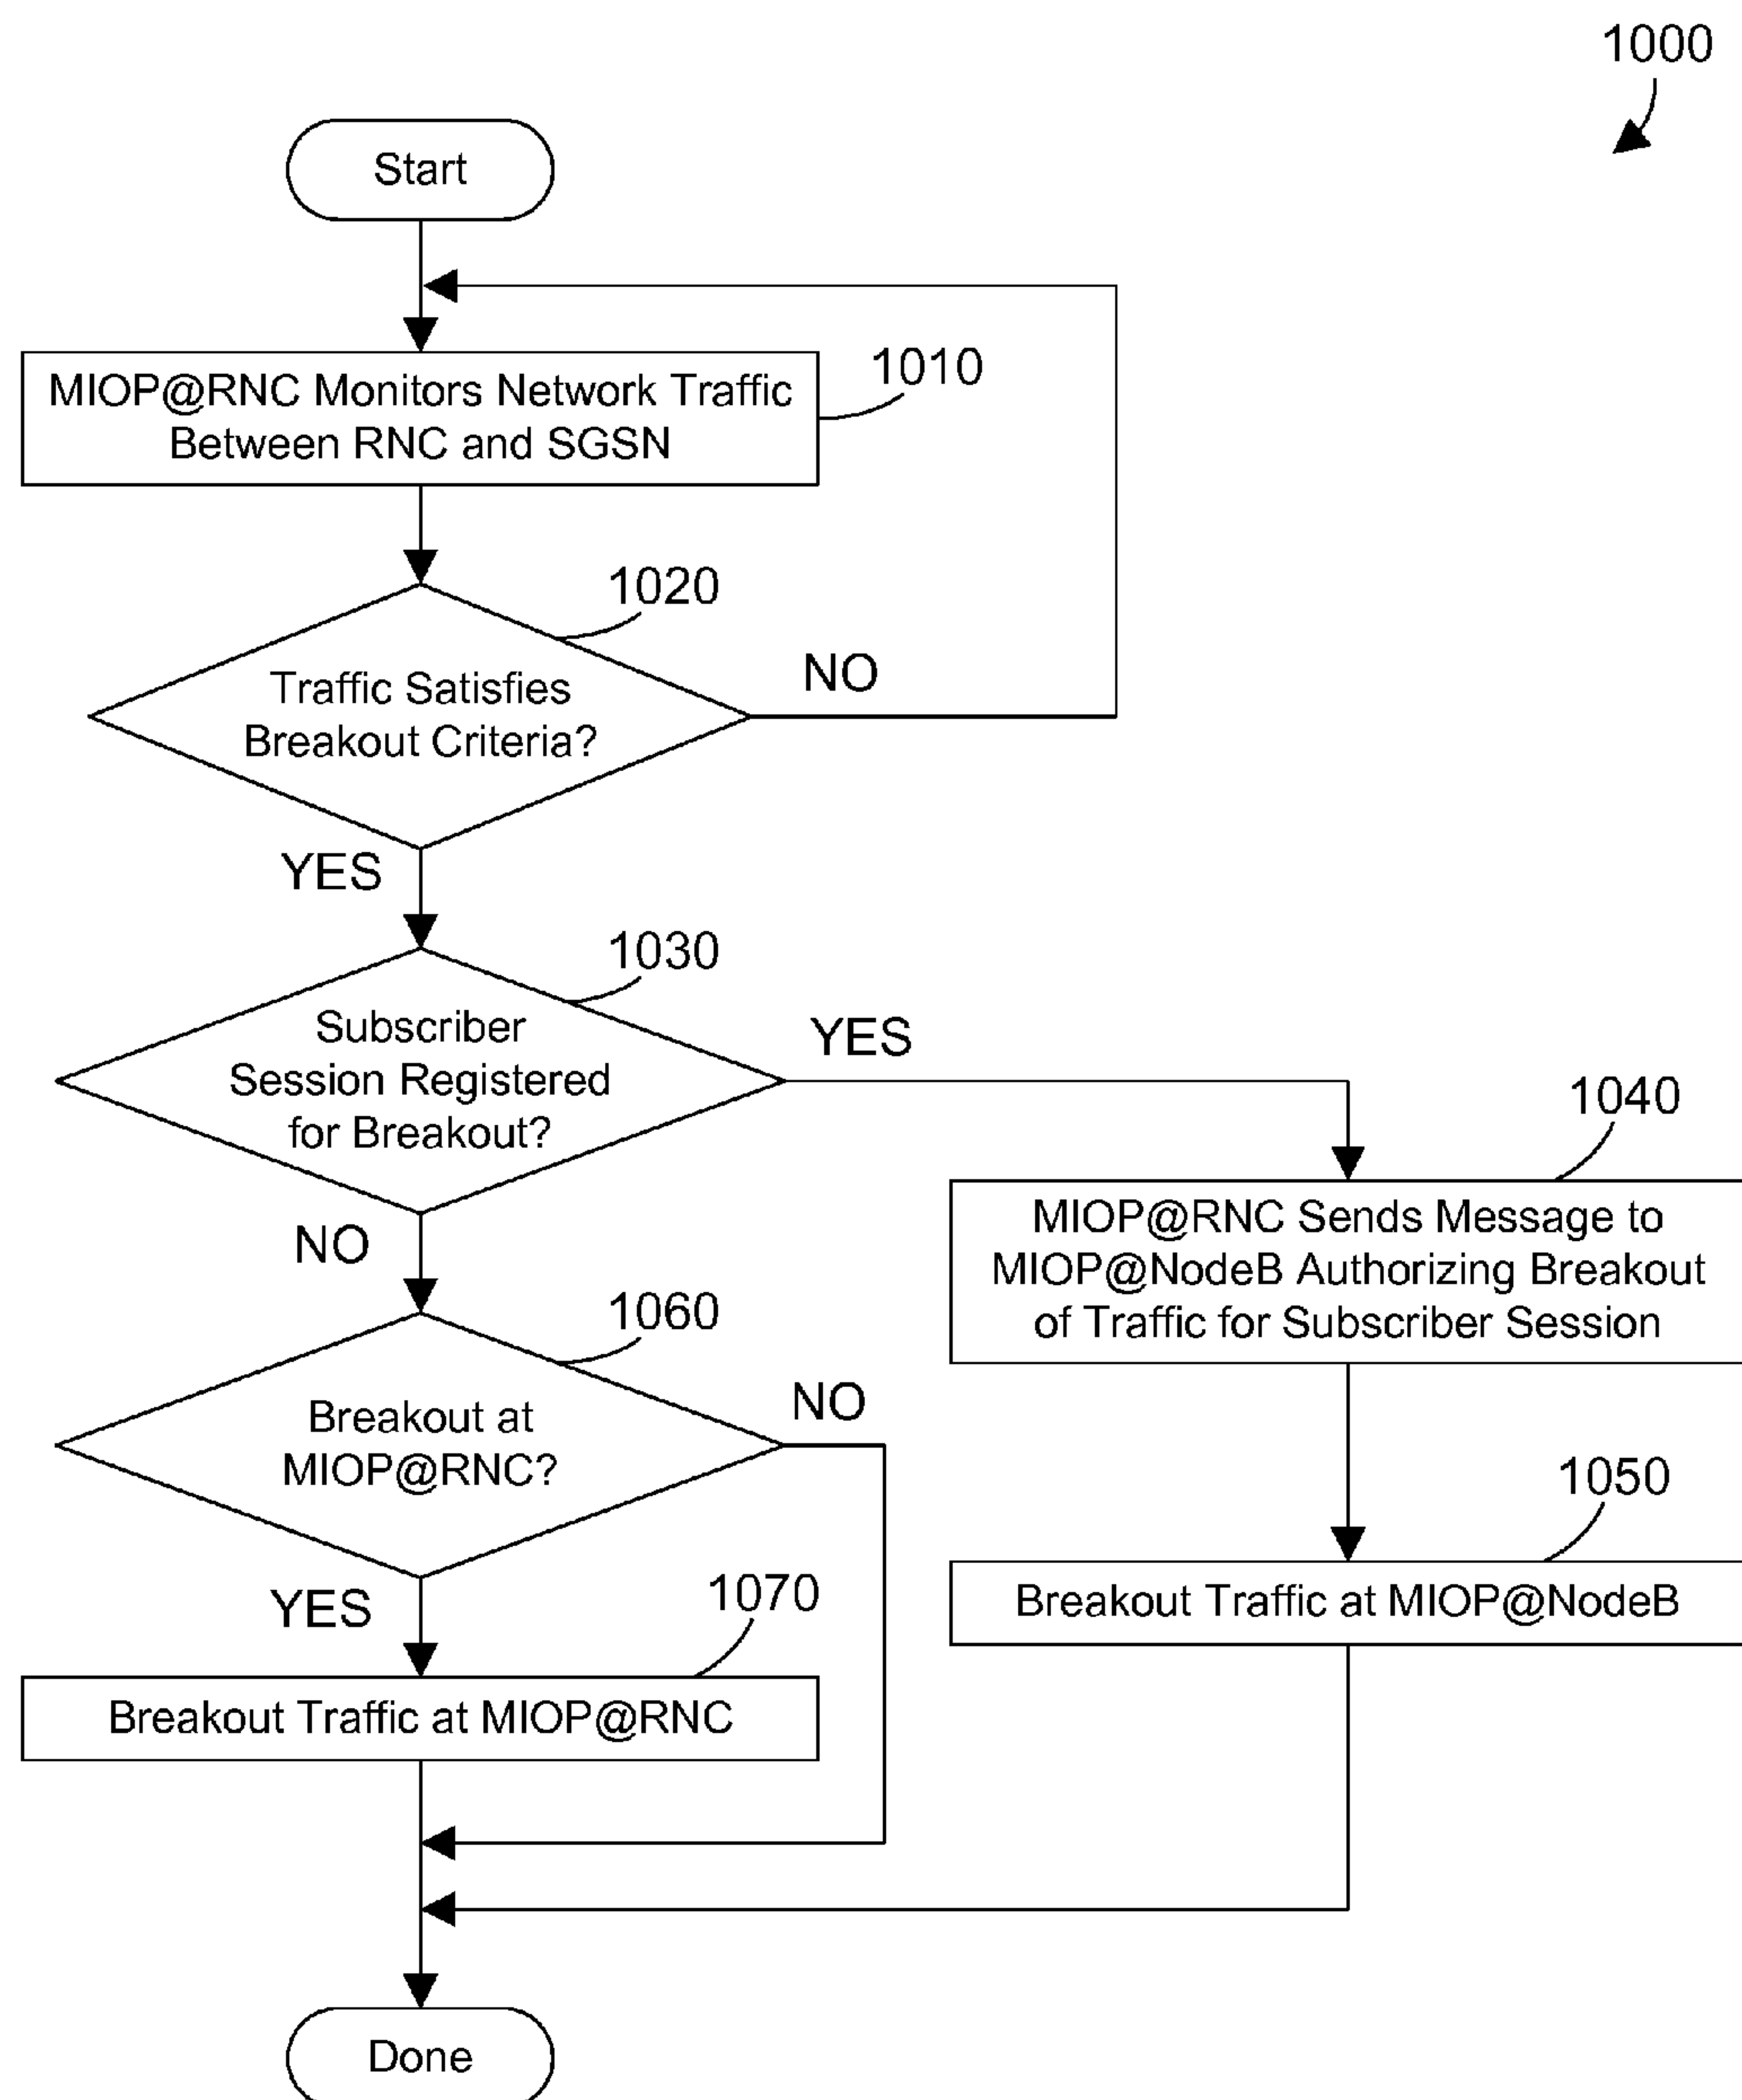 1000
Start
MIOP@RNC Monitors Network Traffic
Between RNC and SGSN
1010
1020
Traffic Satisfies
Breakout Criteria?
NO
YES
1030
Subscriber
Session Registered
for Breakout?
YES
NO
1040
MIOP@RNC Sends Message to
MIOP@NodeB Authorizing Breakout
of Traffic for Subscriber Session
1060
Breakout at
MIOP@RNC?
NO
YES
1050
Breakout Traffic at MIOP@NodeB
1070
Breakout Traffic at MIOP@RNC
Done